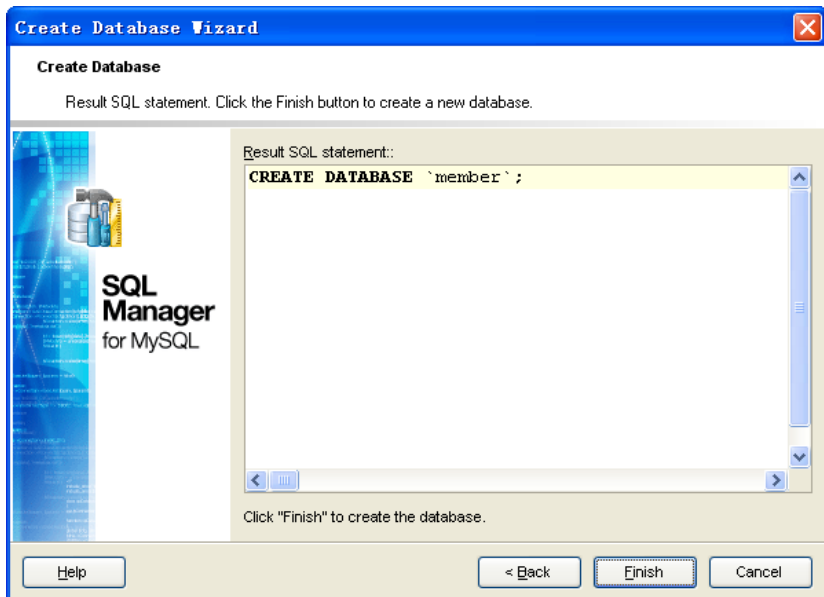 Create Database Wizard
Create Database
Result SQL statement. Click the Finish button to create a new database.
Result SQL statement::
CREATE DATABASE `member`;
SQL
Manager
for MySQL
Click "Finish" to create the database.
Help
< Back
Finish
Cancel